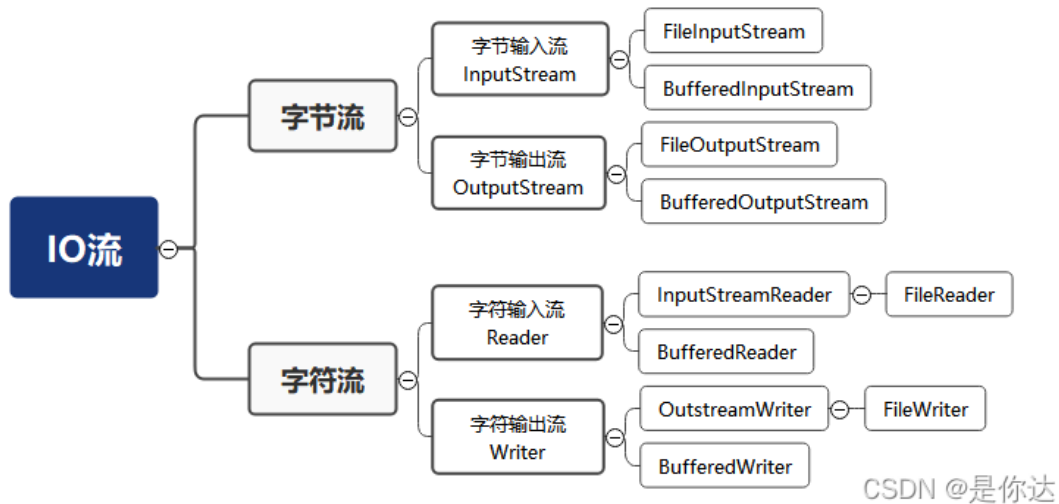 IO流
字节流
字节输入流
InputStream
FileInputStream
BufferedInputStream
字节输出流
OutputStream
FileOutputStream
BufferedOutputStream
字符流
字符输入流
Reader
InputStreamReader
FileReader
BufferedReader
字符输出流
Writer
OutstreamWriter
FileWriter
BufferedWriter
CSDN @是你达